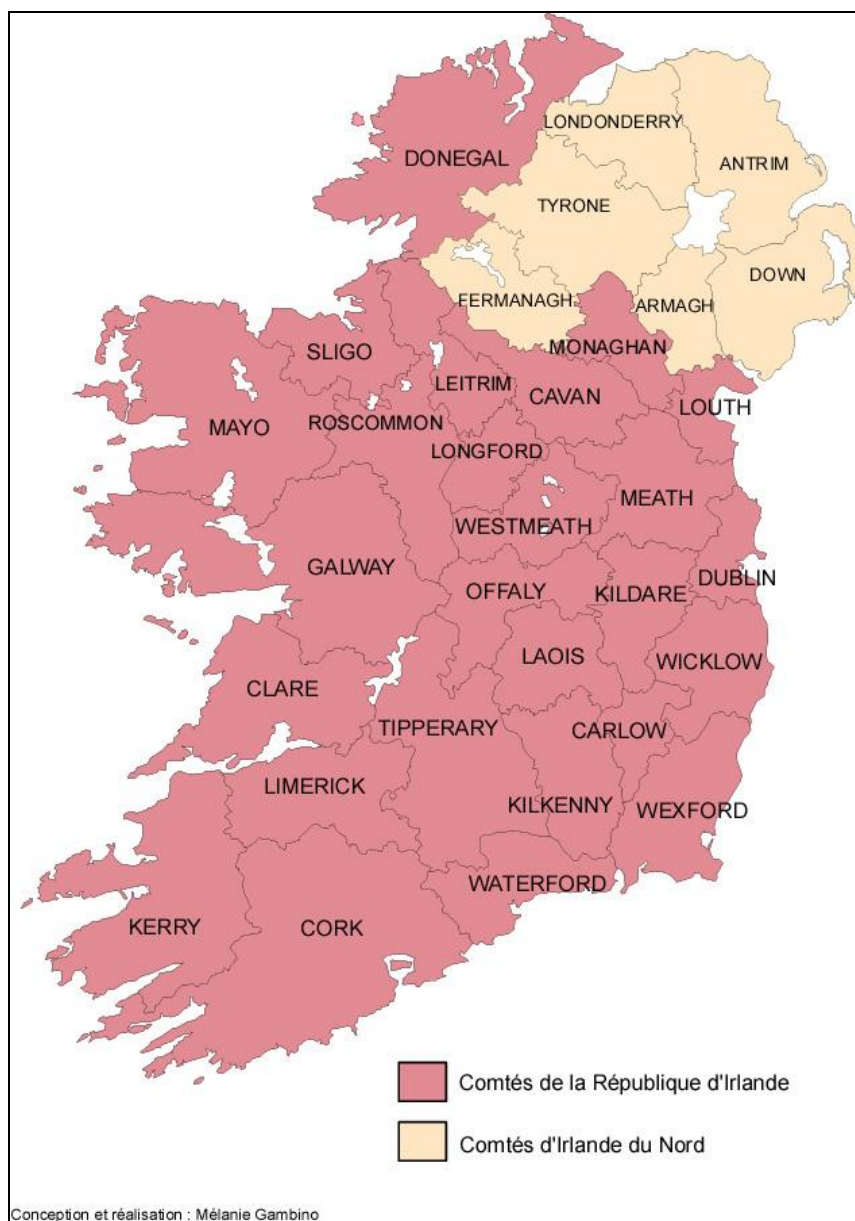 LONDONDERRY
DONEGAL
ANTRIM
TYRONE
DOWN
FERMANAGH
ARMAGH
MONAGHAN
SLIGO
LEITRIM
CAVAN
LOUTH
MAYO
ROSCOMMON
LONGFORD
MEATH
WESTMEATH
GALWAY
OFFALY
KILDARE
DUBLIN
LAOIS
WICKLOW
CLARE
TIPPERARY
CARLOW
LIMERICK
KILKENNY
WEXFORD
WATERFORD
KERRY
CORK
Comtés de la République d'Irlande
Comtés d'Irlande du Nord
Conception et réalisation : Mélanie Gambino